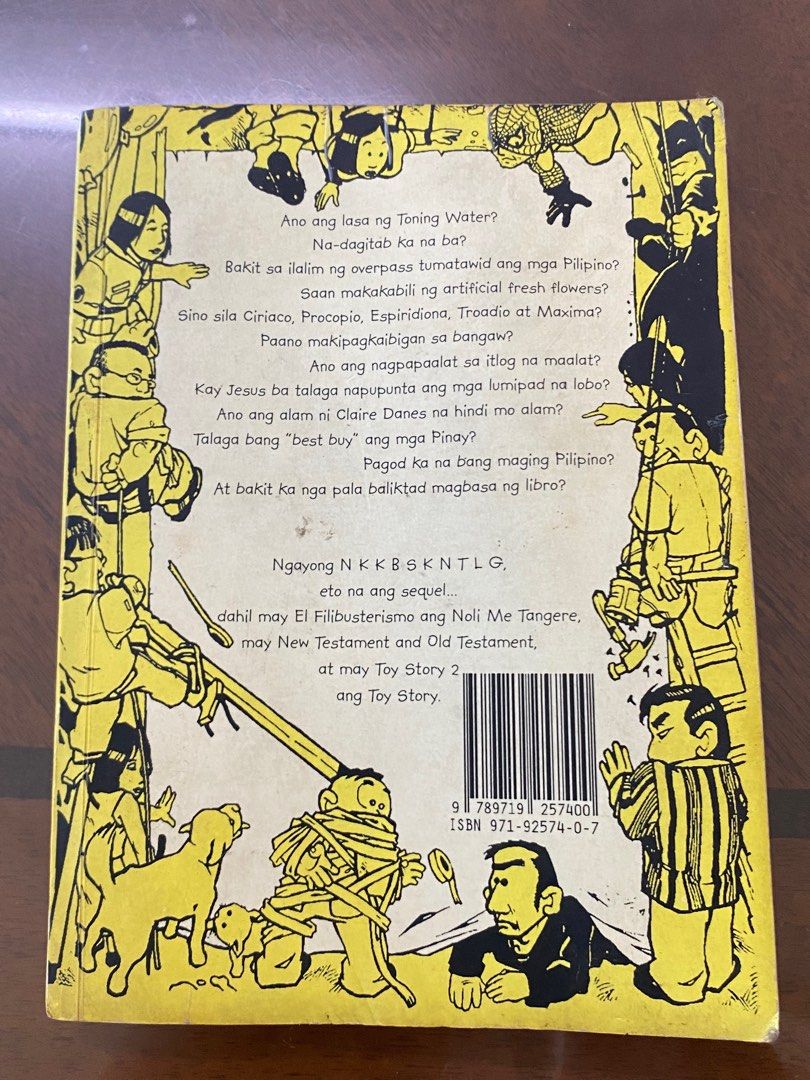 Ano ang lasa ng Toning Water?
Na-dagitab ka na ba?
Bakit sa ilalim ng overpass tumatawid ang mga Pilipino?
Saan makakabili ng artificial fresh flowers?
Sino sila Ciriaco, Procopio, Espiridiona, Troadio at Maxima?
Paano makipagkaibigan sa bangaw?
Ano ang nagpapaalat sa itlog na maalat?
Kay Jesus ba talaga napupunta ang mga lumipad na lobo?
Ano ang alam ni Claire Danes na hindi mo alam?
Talaga bang "best buy" ang mga Pinay?
Pagod ka na bang maging Pilipino?
At bakit ka nga pala baliktad magbasa ng libro?
Ngayong N K K B S K N T L G,
eto na ang sequel...
dahil may El Filibusterismo ang Noli Me Tangere,
may New Testament and Old Testament,
at may Toy Story 2
ang Toy Story.
9 789719 257400
ISBN 971-92574-0-7